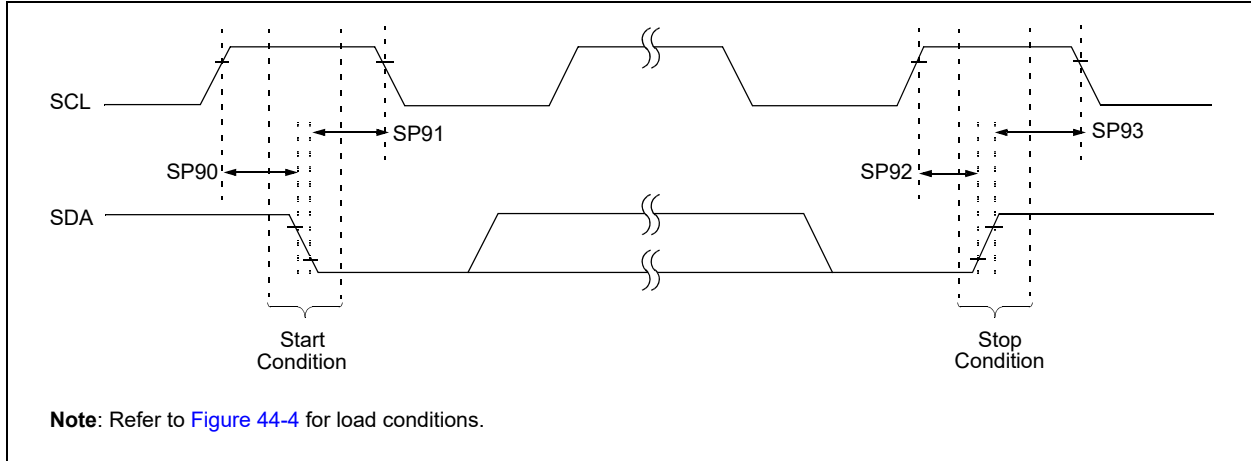 SCL
SP91
SP93
SP90
SP92
SDA
Start
Condition
Stop
Condition
Note: Refer to Figure 44-4 for load conditions.